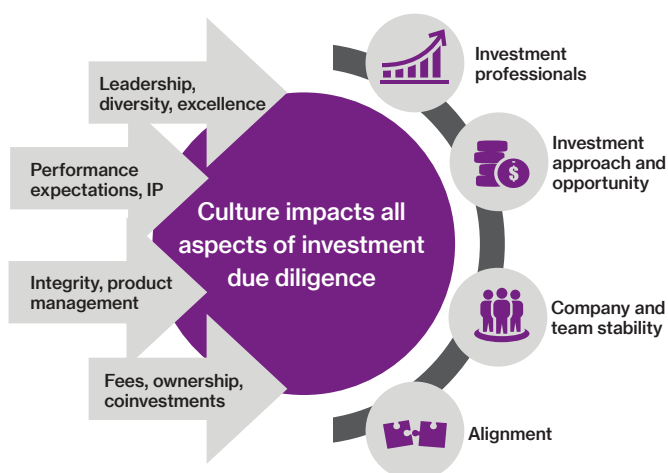 Leadership,
diversity, excellence
Performance
expectations, IP
Integrity, product
management
Fees, ownership,
coinvestments
Culture impacts all
aspects of investment
due diligence
Investment
professionals
$
Investment
approach and
opportunity
Company and
team stability
Alignment